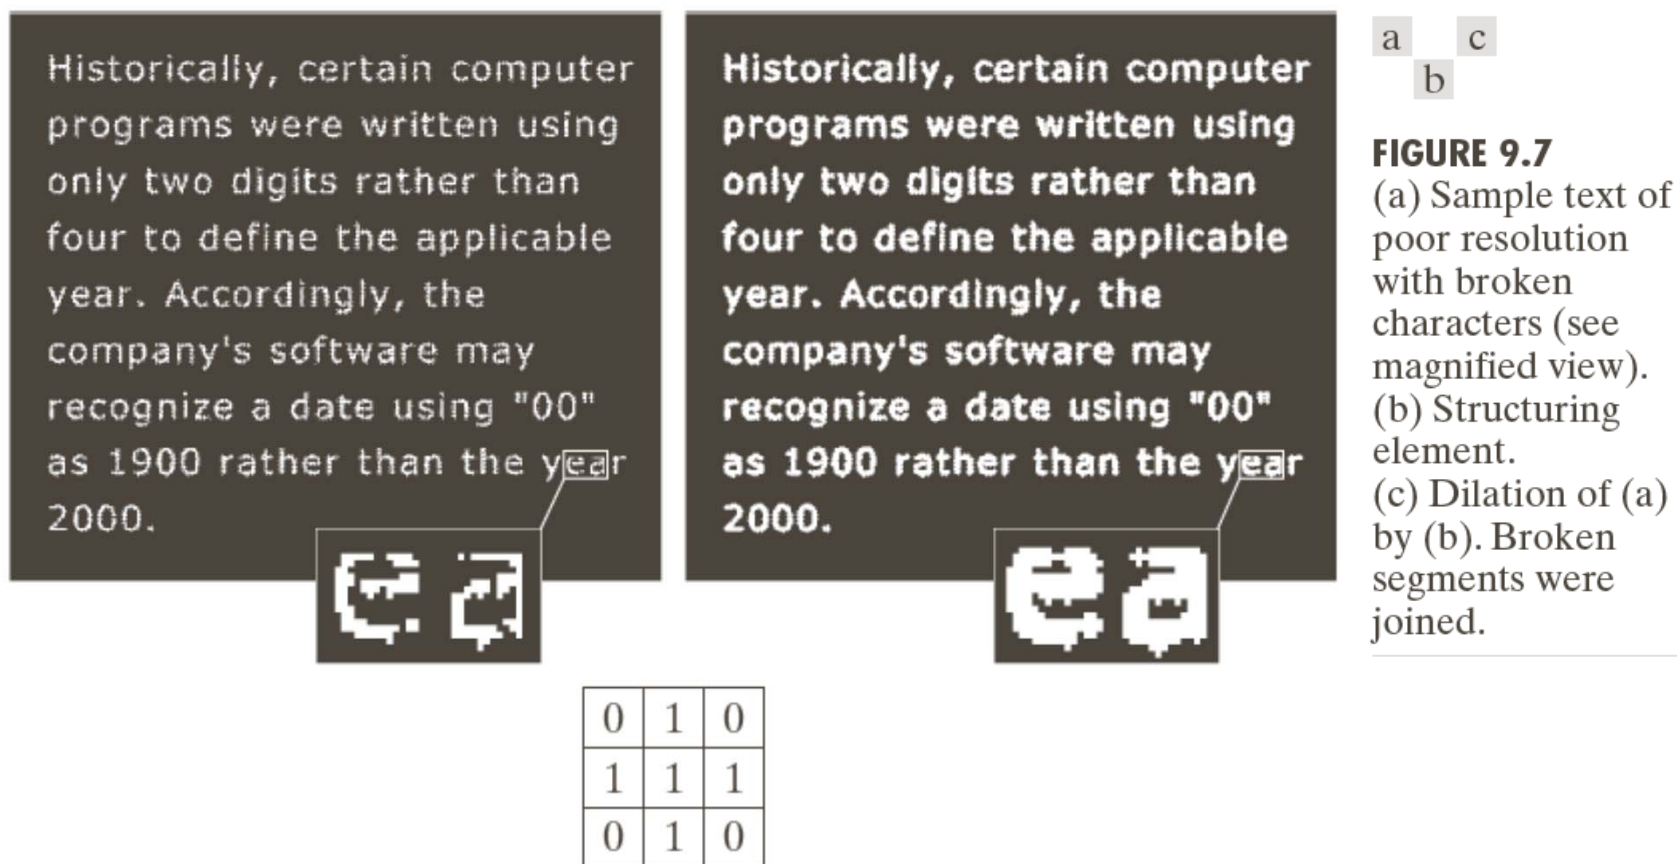 Historically, certain computer
programs were written using
only two digits rather than
four to define the applicable
year. Accordingly, the
company's software may
recognize a date using "00"
as 1900 rather than the year
2000.
e a
Historically, certain computer
programs were written using
only two digits rather than
four to define the applicable
year. Accordingly, the
company's software may
recognize a date using "00"
as 1900 rather than the year
2000.
e a
0 1 0
1 1 1
0 1 0
a c
b
FIGURE 9.7
(a) Sample text of
poor resolution
with broken
characters (see
magnified view).
(b) Structuring
element.
(c) Dilation of (a)
by (b). Broken
segments were
joined.